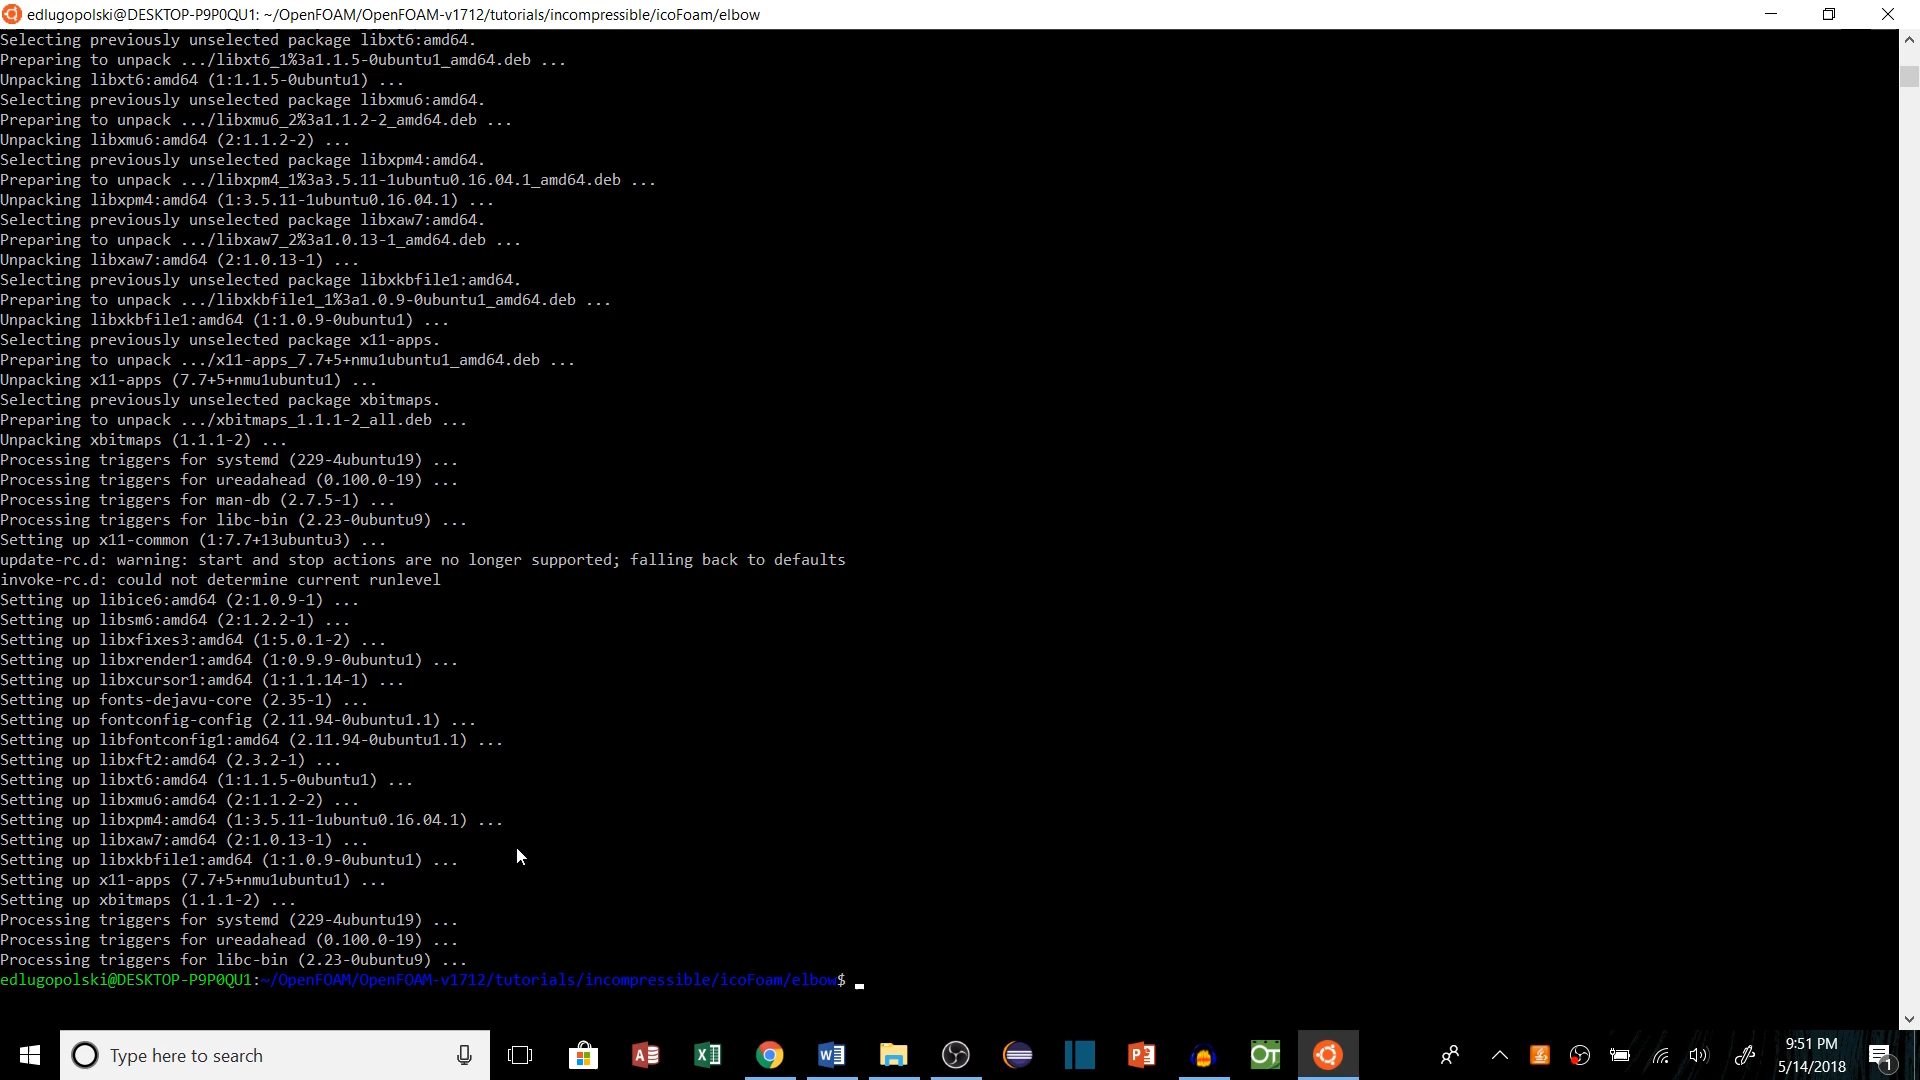 edlugopolski@DESKTOP-P9P0QU1: ~/OpenFOAM/OpenFOAM-v1712/tutorials/incompressible/icoFoam/elbow
Selecting previously unselected package libxt6:amd64.
Preparing to unpack .../libxt6_1%3a1.1.5-0ubuntu1_amd64.deb ...
Unpacking libxt6:amd64 (1:1.1.5-0ubuntu1) ...
Selecting previously unselected package libxmu6:amd64.
Preparing to unpack .../libxmu6_2%3a1.1.2-2_amd64.deb ...
Unpacking libxmu6:amd64 (2:1.1.2-2) ...
Selecting previously unselected package libxpm4:amd64.
Preparing to unpack .../libxpm4_1%3a3.5.11-1ubuntu0.16.04.1_amd64.deb ...
Unpacking libxpm4:amd64 (1:3.5.11-1ubuntu0.16.04.1) ...
Selecting previously unselected package libxaw7:amd64.
Preparing to unpack .../libxaw7_2%3a1.0.13-1_amd64.deb ...
Unpacking libxaw7:amd64 (2:1.0.13-1) ...
Selecting previously unselected package libxkbfile1:amd64.
Preparing to unpack .../libxkbfile1_1%3a1.0.9-0ubuntu1_amd64.deb ...
Unpacking libxkbfile1:amd64 (1:1.0.9-0ubuntu1) ...
Selecting previously unselected package x11-apps.
Preparing to unpack .../x11-apps_7.7+5+nmu1ubuntu1_amd64.deb ...
Unpacking x11-apps (7.7+5+nmu1ubuntu1) ...
Selecting previously unselected package xbitmaps.
Preparing to unpack .../xbitmaps_1.1.1-2_all.deb ...
Unpacking xbitmaps (1.1.1-2) ...
Processing triggers for systemd (229-4ubuntu19) ...
Processing triggers for ureadahead (0.100.0-19) ...
Processing triggers for man-db (2.7.5-1) ...
Processing triggers for libc-bin (2.23-0ubuntu9) ...
Setting up x11-common (1:7.7+13ubuntu3) ...
update-rc.d: warning: start and stop actions are no longer supported; falling back to defaults
invoke-rc.d: could not determine current runlevel
Setting up libice6:amd64 (2:1.0.9-1) ...
Setting up libsm6:amd64 (2:1.2.2-1) ...
Setting up libxfixes3:amd64 (1:5.0.1-2) ...
Setting up libxrender1:amd64 (1:0.9.9-0ubuntu1) ...
Setting up libxcursor1:amd64 (1:1.1.14-1) ...
Setting up fonts-dejavu-core (2.35-1) ...
Setting up fontconfig-config (2.11.94-0ubuntu1.1) ...
Setting up libfontconfig1:amd64 (2.11.94-0ubuntu1.1) ...
Setting up libxft2:amd64 (2.3.2-1) ...
Setting up libxt6:amd64 (1:1.1.5-0ubuntu1) ...
Setting up libxmu6:amd64 (2:1.1.2-2) ...
Setting up libxpm4:amd64 (1:3.5.11-1ubuntu0.16.04.1) ...
Setting up libxaw7:amd64 (2:1.0.13-1) ...
Setting up libxkbfile1:amd64 (1:1.0.9-0ubuntu1) ...
Setting up x11-apps (7.7+5+nmu1ubuntu1) ...
Setting up xbitmaps (1.1.1-2) ...
Processing triggers for systemd (229-4ubuntu19) ...
Processing triggers for ureadahead (0.100.0-19) ...
Processing triggers for libc-bin (2.23-0ubuntu9) ...
edlugopolski@DESKTOP-P9P0QU1:~/OpenFOAM/OpenFOAM-v1712/tutorials/incompressible/icoFoam/elbow$
Type here to search
9:51 PM
5/14/2018
1